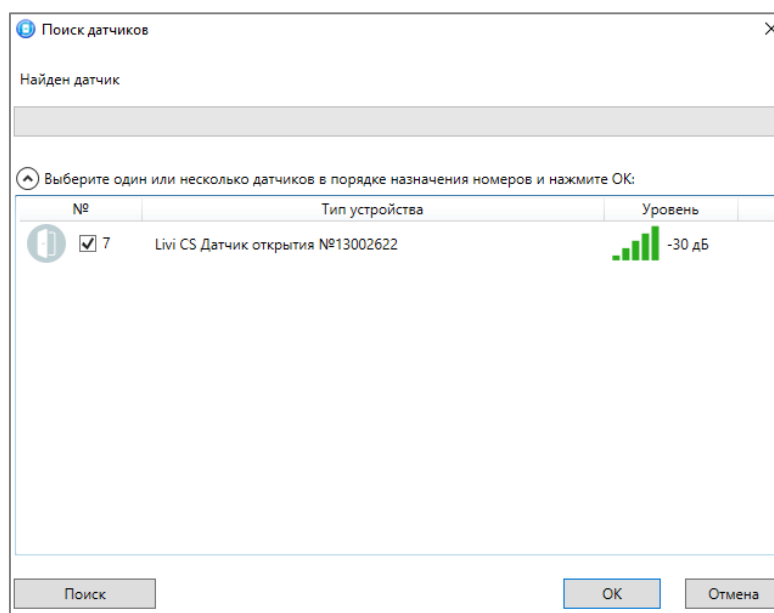 Поиск датчиков
Найден датчик
Выберите один или несколько датчиков в порядке назначения номеров и нажмите ОК:
№ Тип устройства Уровень
7 Livi CS Датчик открытия №13002622 -30 дБ
Поиск ОК Отмена